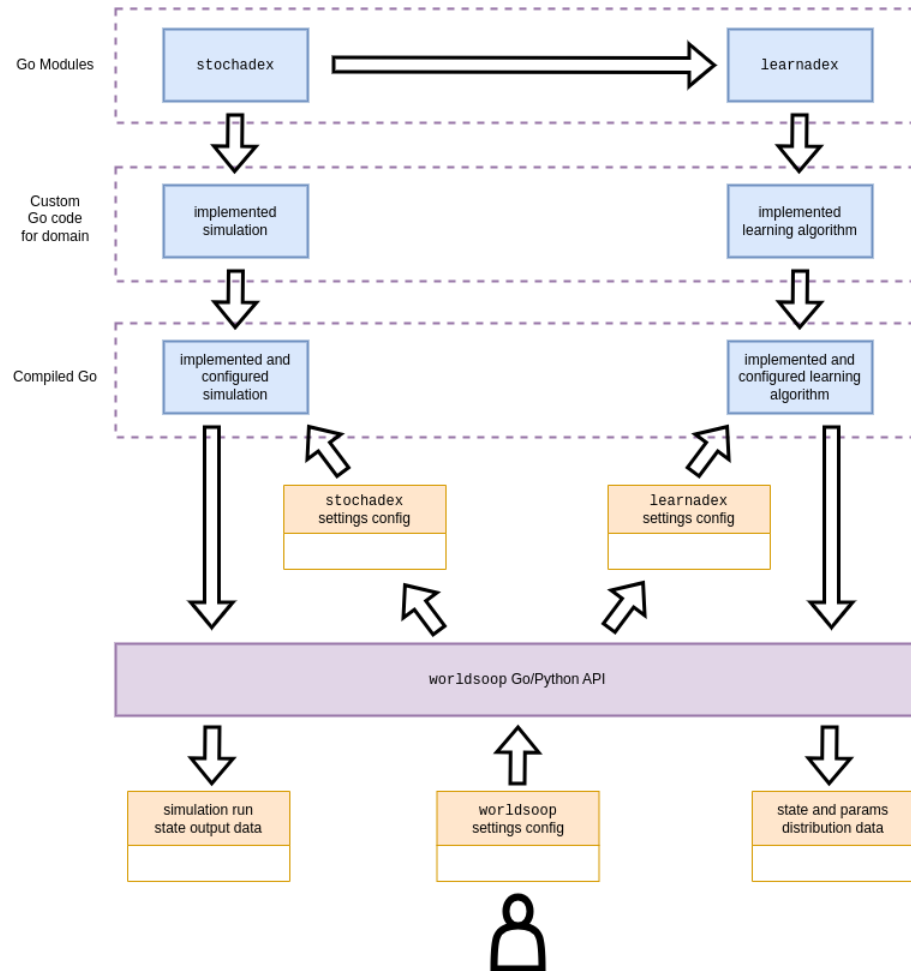 Go Modules
stochadex
learnadex
Custom
Go code
for domain
implemented
simulation
implemented
learning algorithm
Compiled Go
implemented and
configured
simulation
implemented and
configured learning
algorithm
stochadex
settings config
learnadex
settings config
worldsoop Go/Python API
simulation run
state output data
worldsoop
settings config
state and params
distribution data